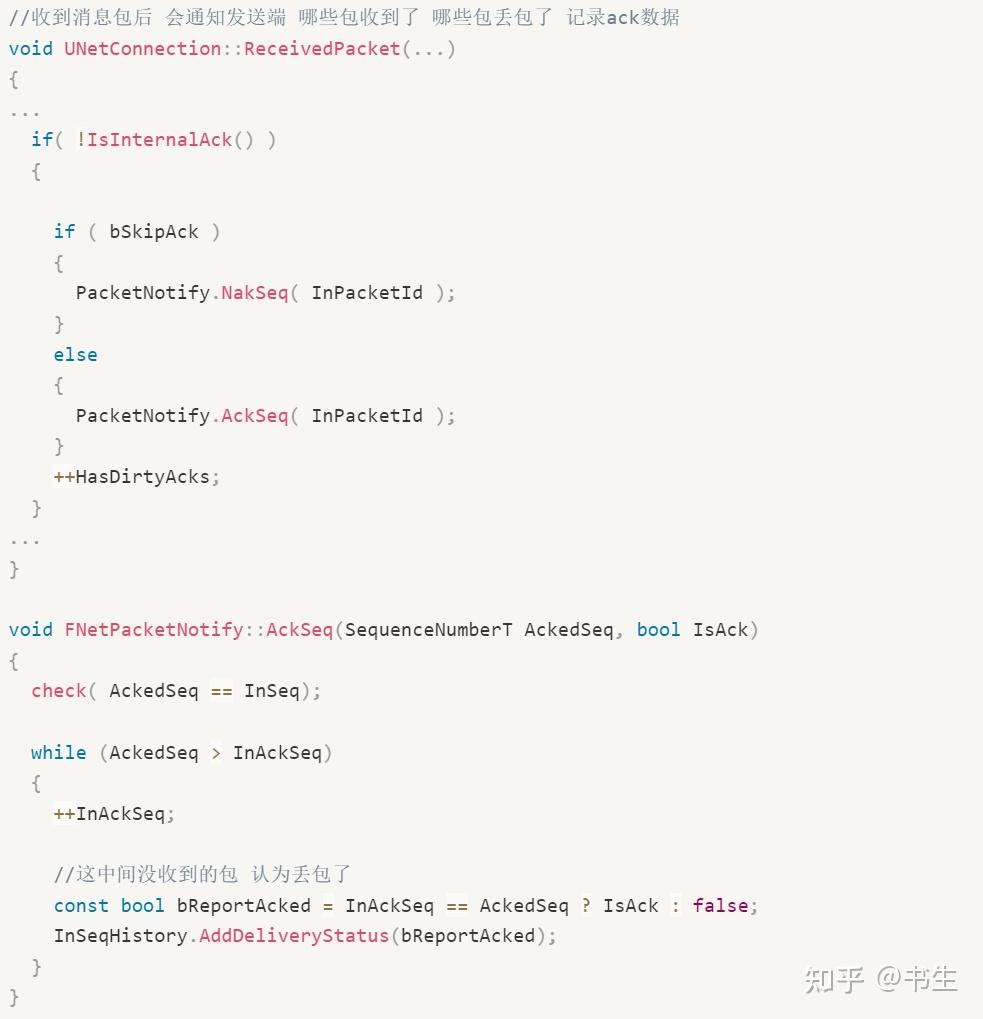 //收到消息包后 会通知发送端 哪些包收到了 哪些包丢包了 记录ack数据
void UNetConnection::ReceivedPacket(...)
{
...
  if( !IsInternalAck() )
  {

    if ( bSkipAck )
    {
      PacketNotify.NakSeq( InPacketId );
    }
    else
    {
      PacketNotify.AckSeq( InPacketId );
    }
    ++HasDirtyAcks;
  }
...
}

void FNetPacketNotify::AckSeq(SequenceNumberT AckedSeq, bool IsAck)
{
  check( AckedSeq == InSeq);

  while (AckedSeq > InAckSeq)
  {
    ++InAckSeq;

    //这中间没收到的包 认为丢包了
    const bool bReportAcked = InAckSeq == AckedSeq ? IsAck : false;
    InSeqHistory.AddDeliveryStatus(bReportAcked);
  }
}
知乎 @书生